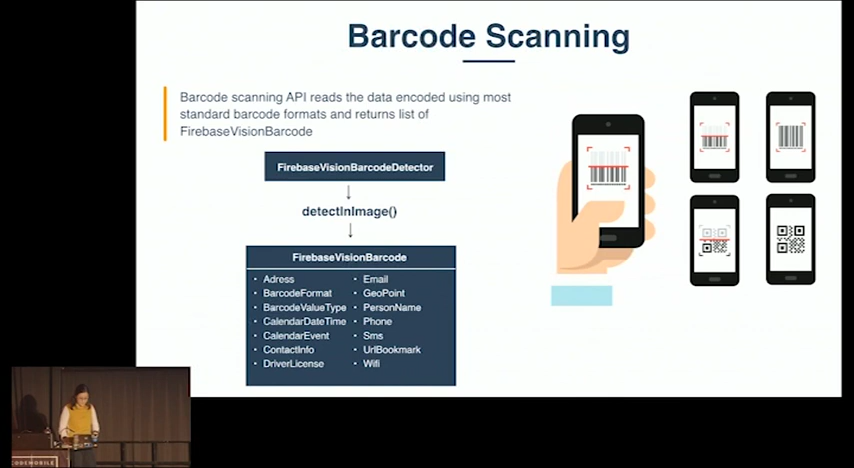 Barcode Scanning
Barcode scanning API reads the data encoded using most
standard barcode formats and returns list of
FirebaseVisionBarcode
FirebaseVisionBarcodeDetector
detectInImage()
FirebaseVisionBarcode
• Adress
• BarcodeFormat
• BarcodeValueType
• CalendarDateTime
• CalendarEvent
• ContactInfo
• DriverLicense
• Email
• GeoPoint
• PersonName
• Phone
• Sms
• UrlBookmark
• Wifi
CODEMOBILE